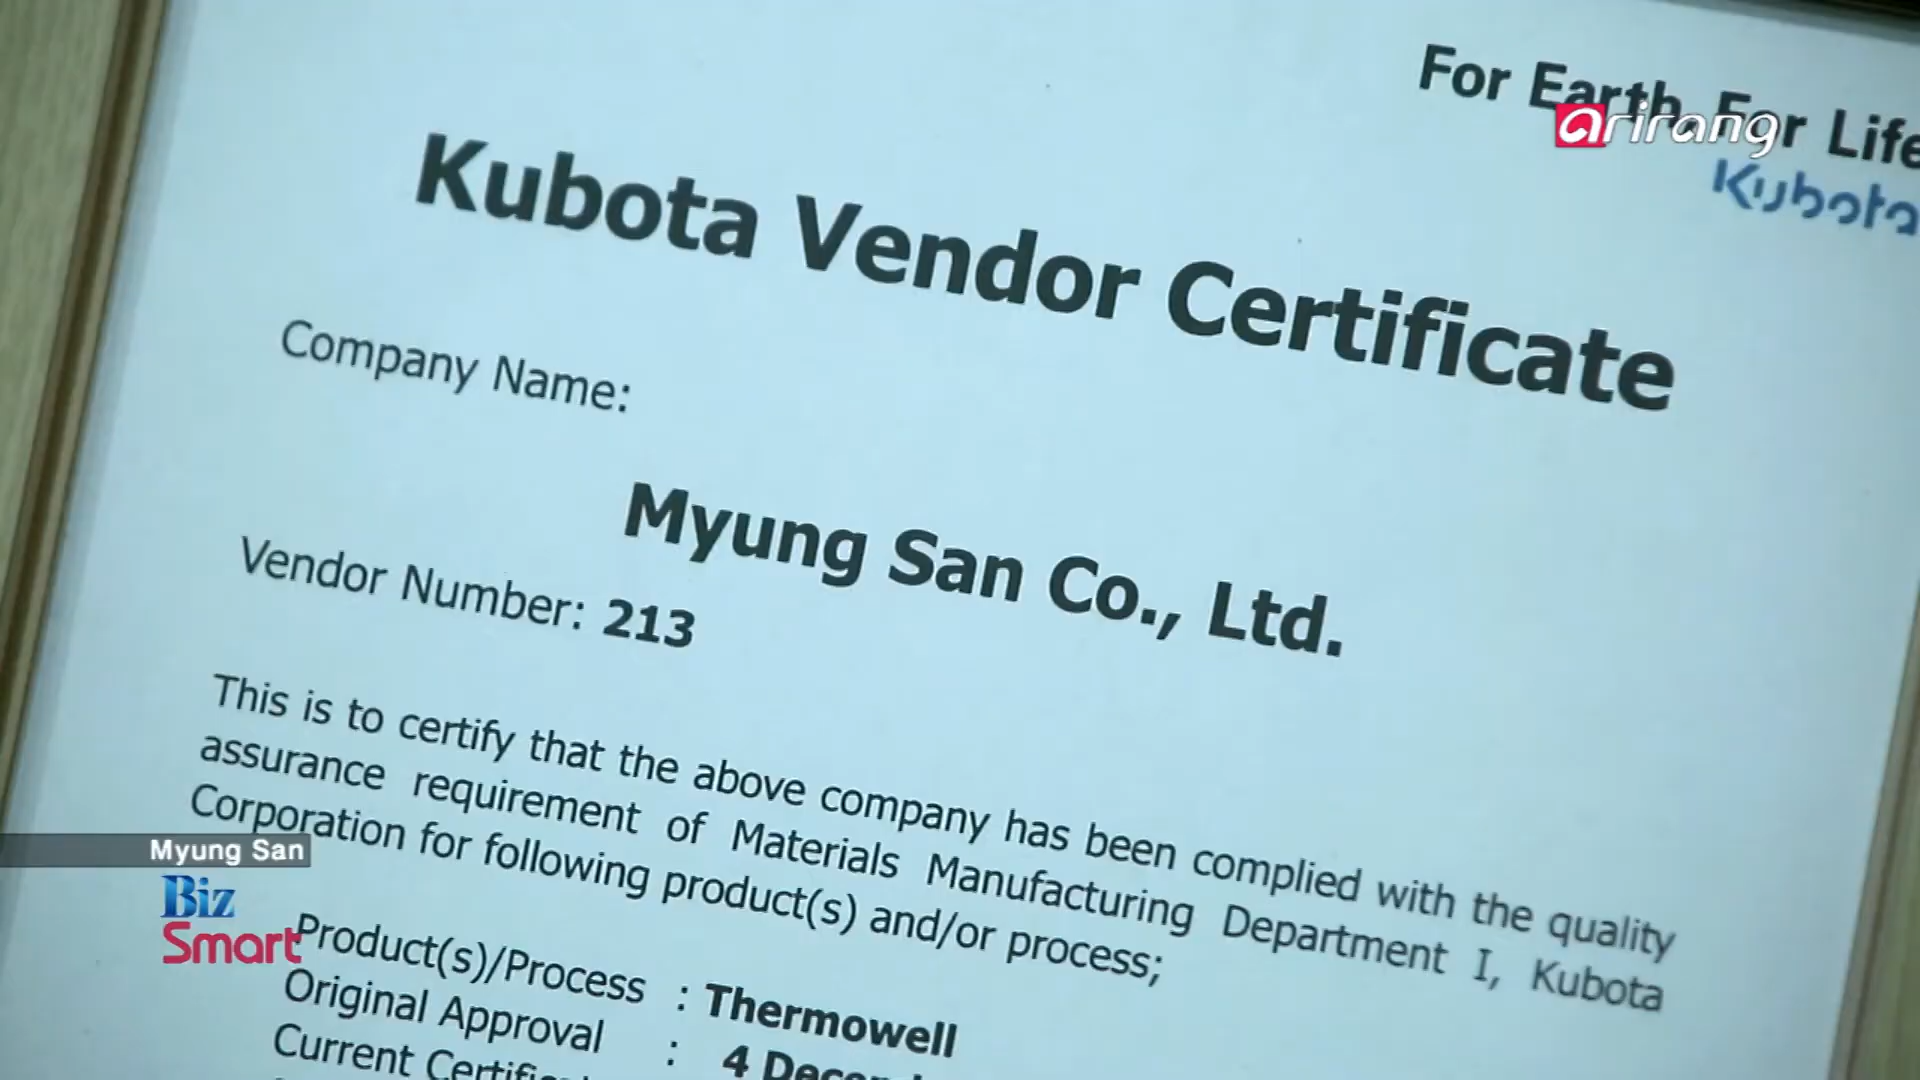 For Earth, For Life
arirang
Kubota
Kubota Vendor Certificate
Company Name:
Myung San Co., Ltd.
Vendor Number: 213
This is to certify that the above company has been complied with the quality
assurance requirement of Materials Manufacturing Department I, Kubota
Corporation for following product(s) and/or process;
Myung San
Biz
Smart
Product(s)/Process : Thermowell
Original Approval : 4
Current